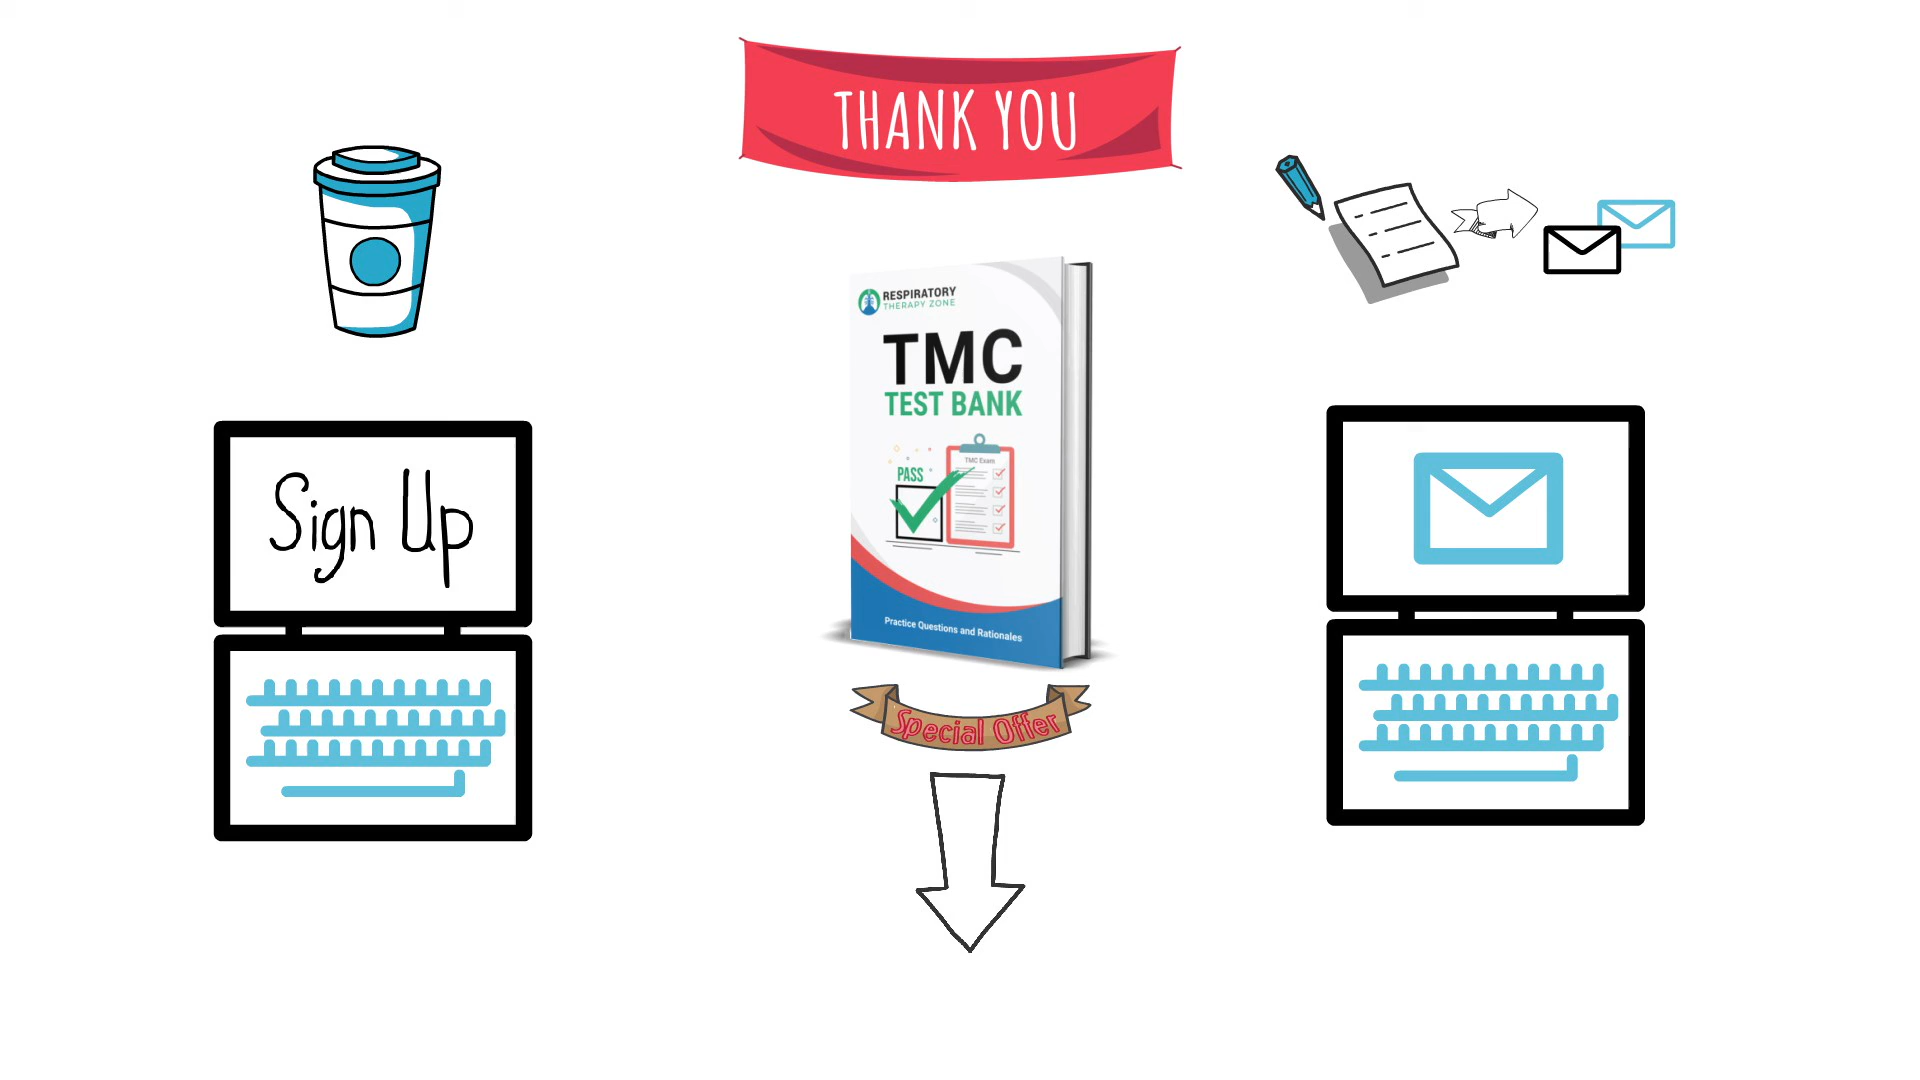 THANK YOU
RESPIRATORY
THERAPY ZONE
TMC
TEST BANK
PASS
TMC Exam
Practice Questions and Rationales
Special Offer
Sign Up